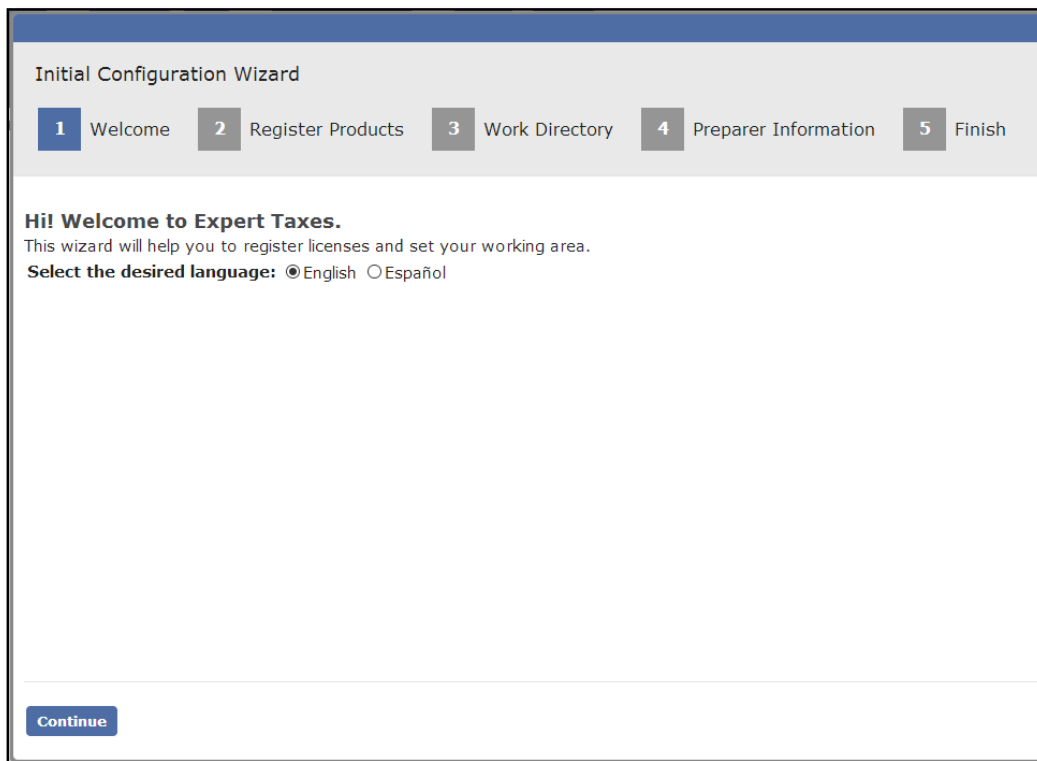 Initial Configuration Wizard
1 Welcome 2 Register Products 3 Work Directory 4 Preparer Information 5 Finish
Hi! Welcome to Expert Taxes.
This wizard will help you to register licenses and set your working area.
Select the desired language: English Español
Continue